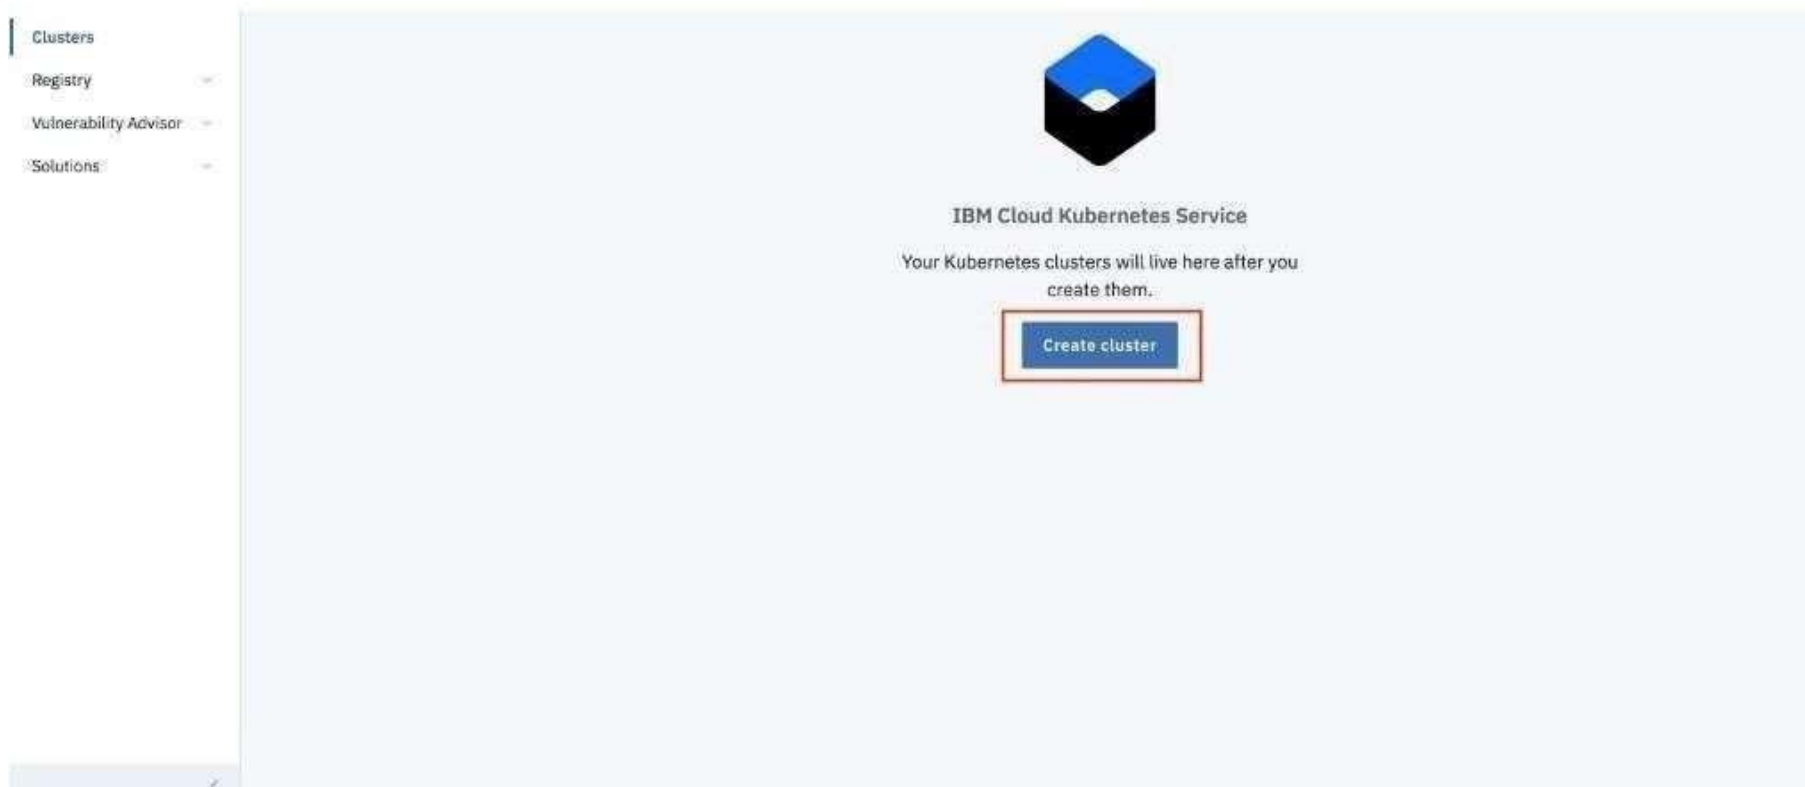 Clusters
Registry
Vulnerability Advisor
Solutions
IBM Cloud Kubernetes Service
Your Kubernetes clusters will live here after you
create them.
Create cluster